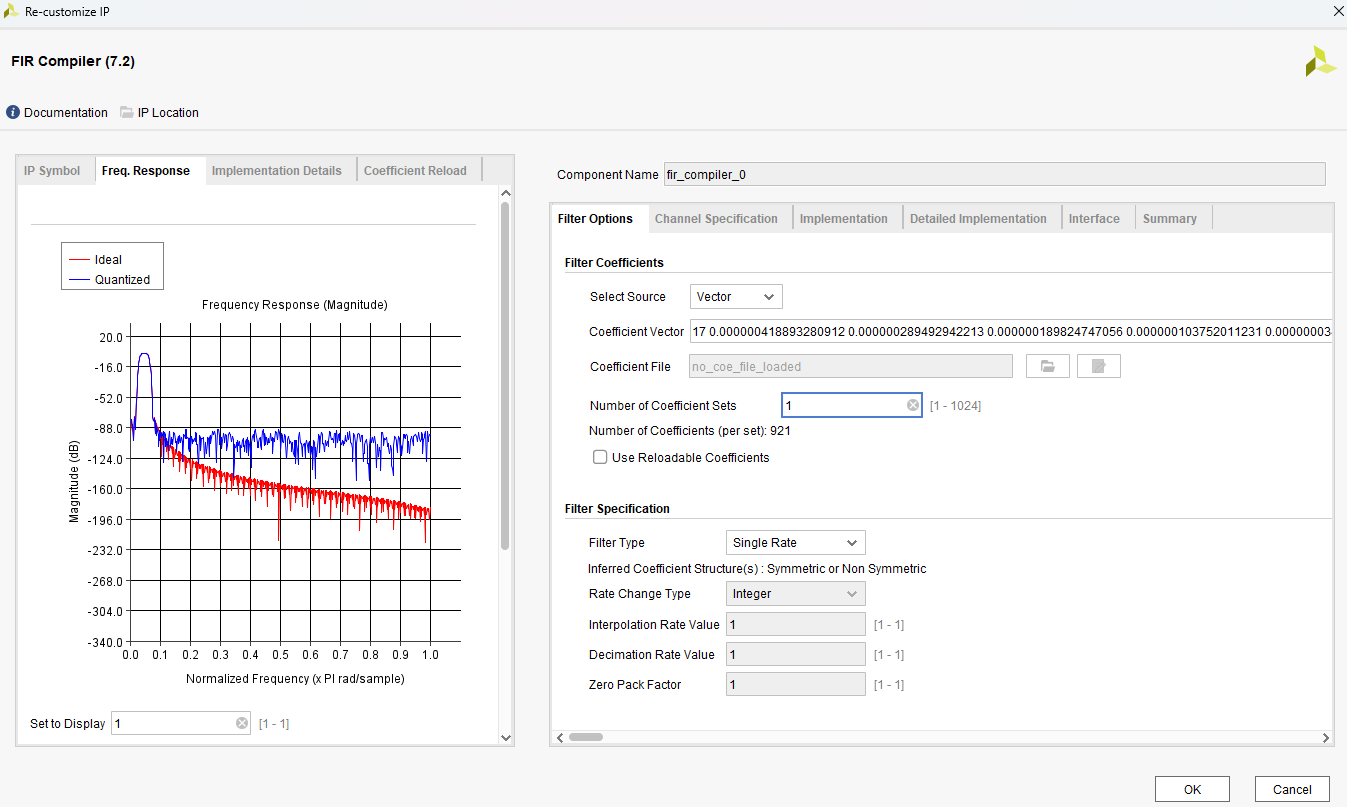 Re-customize IP
FIR Compiler (7.2)
Documentation IP Location
IP Symbol Freq. Response Implementation Details Coefficient Reload
Ideal
Quantized
Frequency Response (Magnitude)
20.0
-16.0
-52.0
-88.0
-124.0
-160.0
-196.0
-232.0
-268.0
-304.0
-340.0
Magnitude (dB)
0.0 0.1 0.2 0.3 0.4 0.5 0.6 0.7 0.8 0.9 1.0
Normalized Frequency (x PI rad/sample)
Set to Display 1 [1 - 1]
Component Name fir_compiler_0
Filter Options Channel Specification Implementation Detailed Implementation Interface Summary
Filter Coefficients
Select Source Vector
Coefficient Vector 17 0.000000418893280912 0.000000289492942213 0.000000189824747056 0.000000103752011231 0.00000003
Coefficient File no_coe_file_loaded
Number of Coefficient Sets 1 [1 - 1024]
Number of Coefficients (per set): 921
Use Reloadable Coefficients
Filter Specification
Filter Type Single Rate
Inferred Coefficient Structure(s) : Symmetric or Non Symmetric
Rate Change Type Integer
Interpolation Rate Value 1 [1 - 1]
Decimation Rate Value 1 [1 - 1]
Zero Pack Factor 1 [1 - 1]
OK Cancel